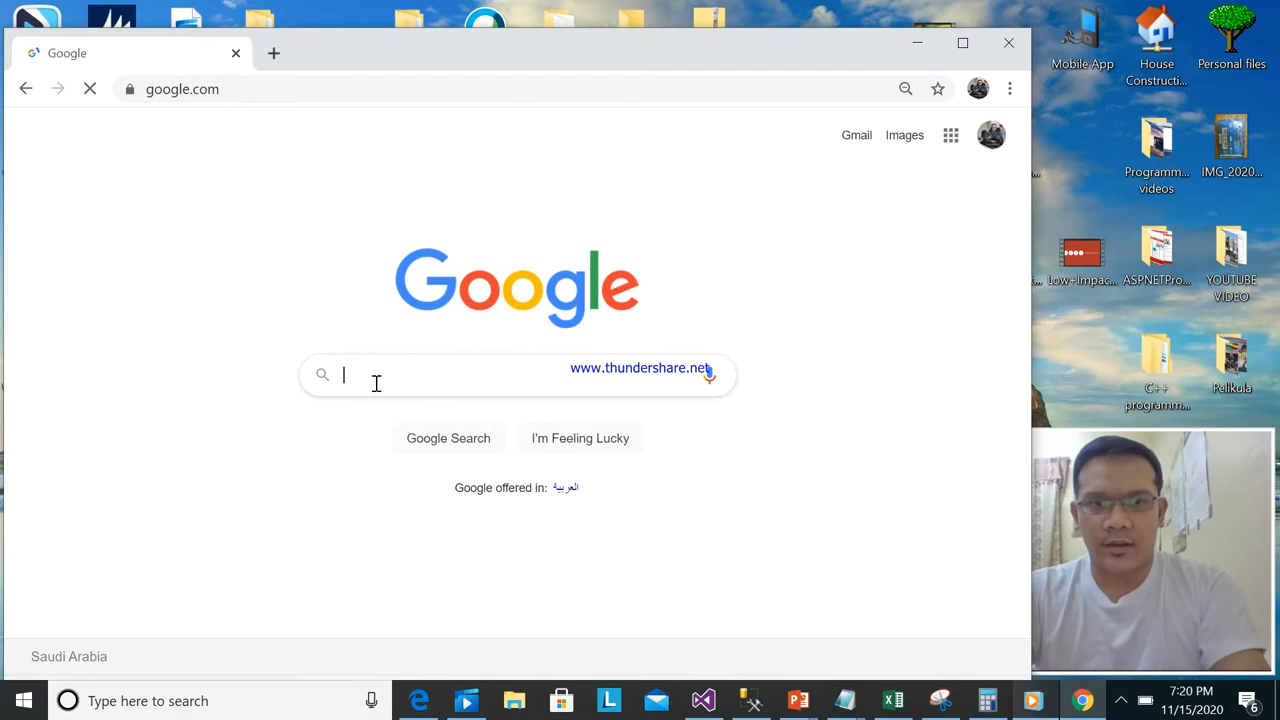 Google
google.com
Gmail
Images
Google
www.thundershare.net
Google Search
I'm Feeling Lucky
Google offered in: العربية
Saudi Arabia
Mobile App
House
Constructi...
Personal files
Programm...
videos
IMG_2020...
Low+Impac...
ASPNETPro...
YOUTUBE
VIDEO
C++
programm...
Pelikula
Type here to search
7:20 PM
11/15/2020
6